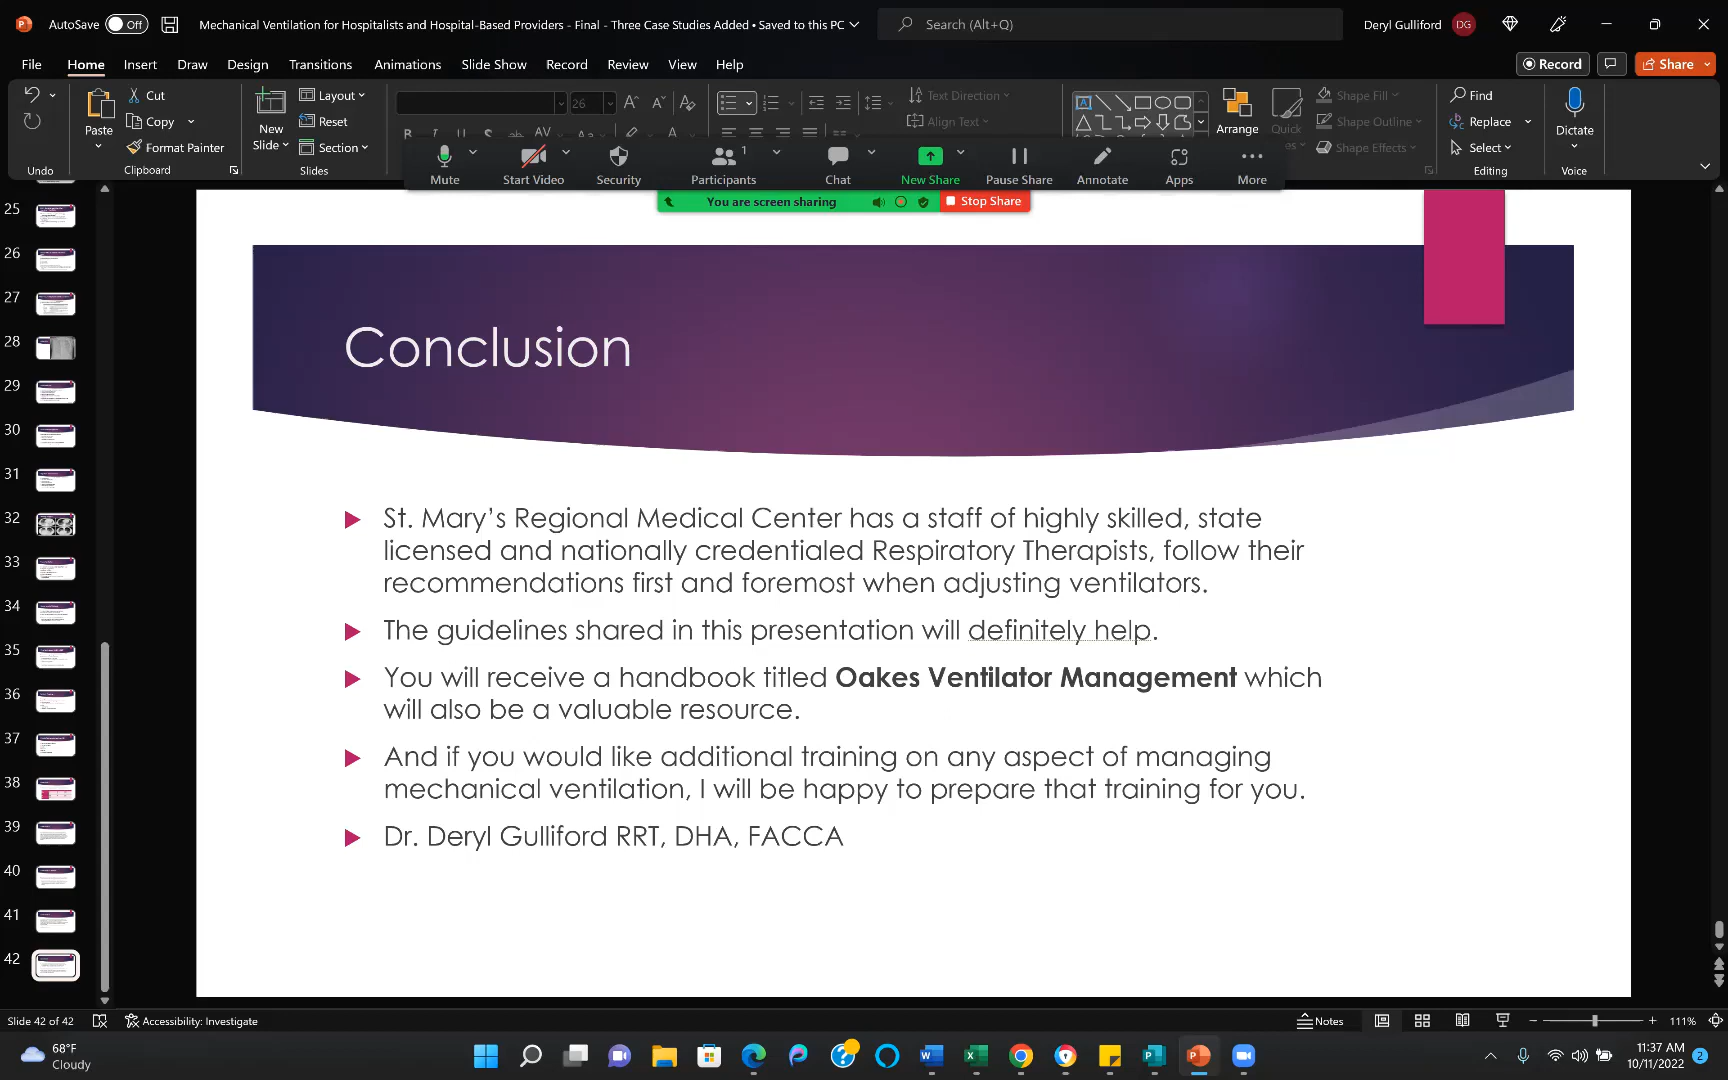 AutoSave Off Mechanical Ventilation for Hospitalists and Hospital-Based Providers - Final - Three Case Studies Added • Saved to this PC Search (Alt+Q) Deryl Gulliford DG
File Home Insert Draw Design Transitions Animations Slide Show Record Review View Help Record Share
Undo
Paste
Cut
Copy
Format Painter
Clipboard
New
Slide
Layout
Reset
Section
Slides
26
Text Direction
Align Text
Arrange
Quick
Shape Fill
Shape Outline
Shape Effects
Find
Replace
Select
Editing
Dictate
Voice
Mute Start Video Security Participants 1 Chat New Share Pause Share Annotate Apps More
You are screen sharing Stop Share
25
26
27
28
29
30
31
32
33
34
35
36
37
38
39
40
41
42
Conclusion
St. Mary's Regional Medical Center has a staff of highly skilled, state
licensed and nationally credentialed Respiratory Therapists, follow their
recommendations first and foremost when adjusting ventilators.
The guidelines shared in this presentation will definitely help.
You will receive a handbook titled Oakes Ventilator Management which
will also be a valuable resource.
And if you would like additional training on any aspect of managing
mechanical ventilation, I will be happy to prepare that training for you.
Dr. Deryl Gulliford RRT, DHA, FACCA
Slide 42 of 42 Accessibility: Investigate Notes 111%
68°F
Cloudy
11:37 AM
10/11/2022 2